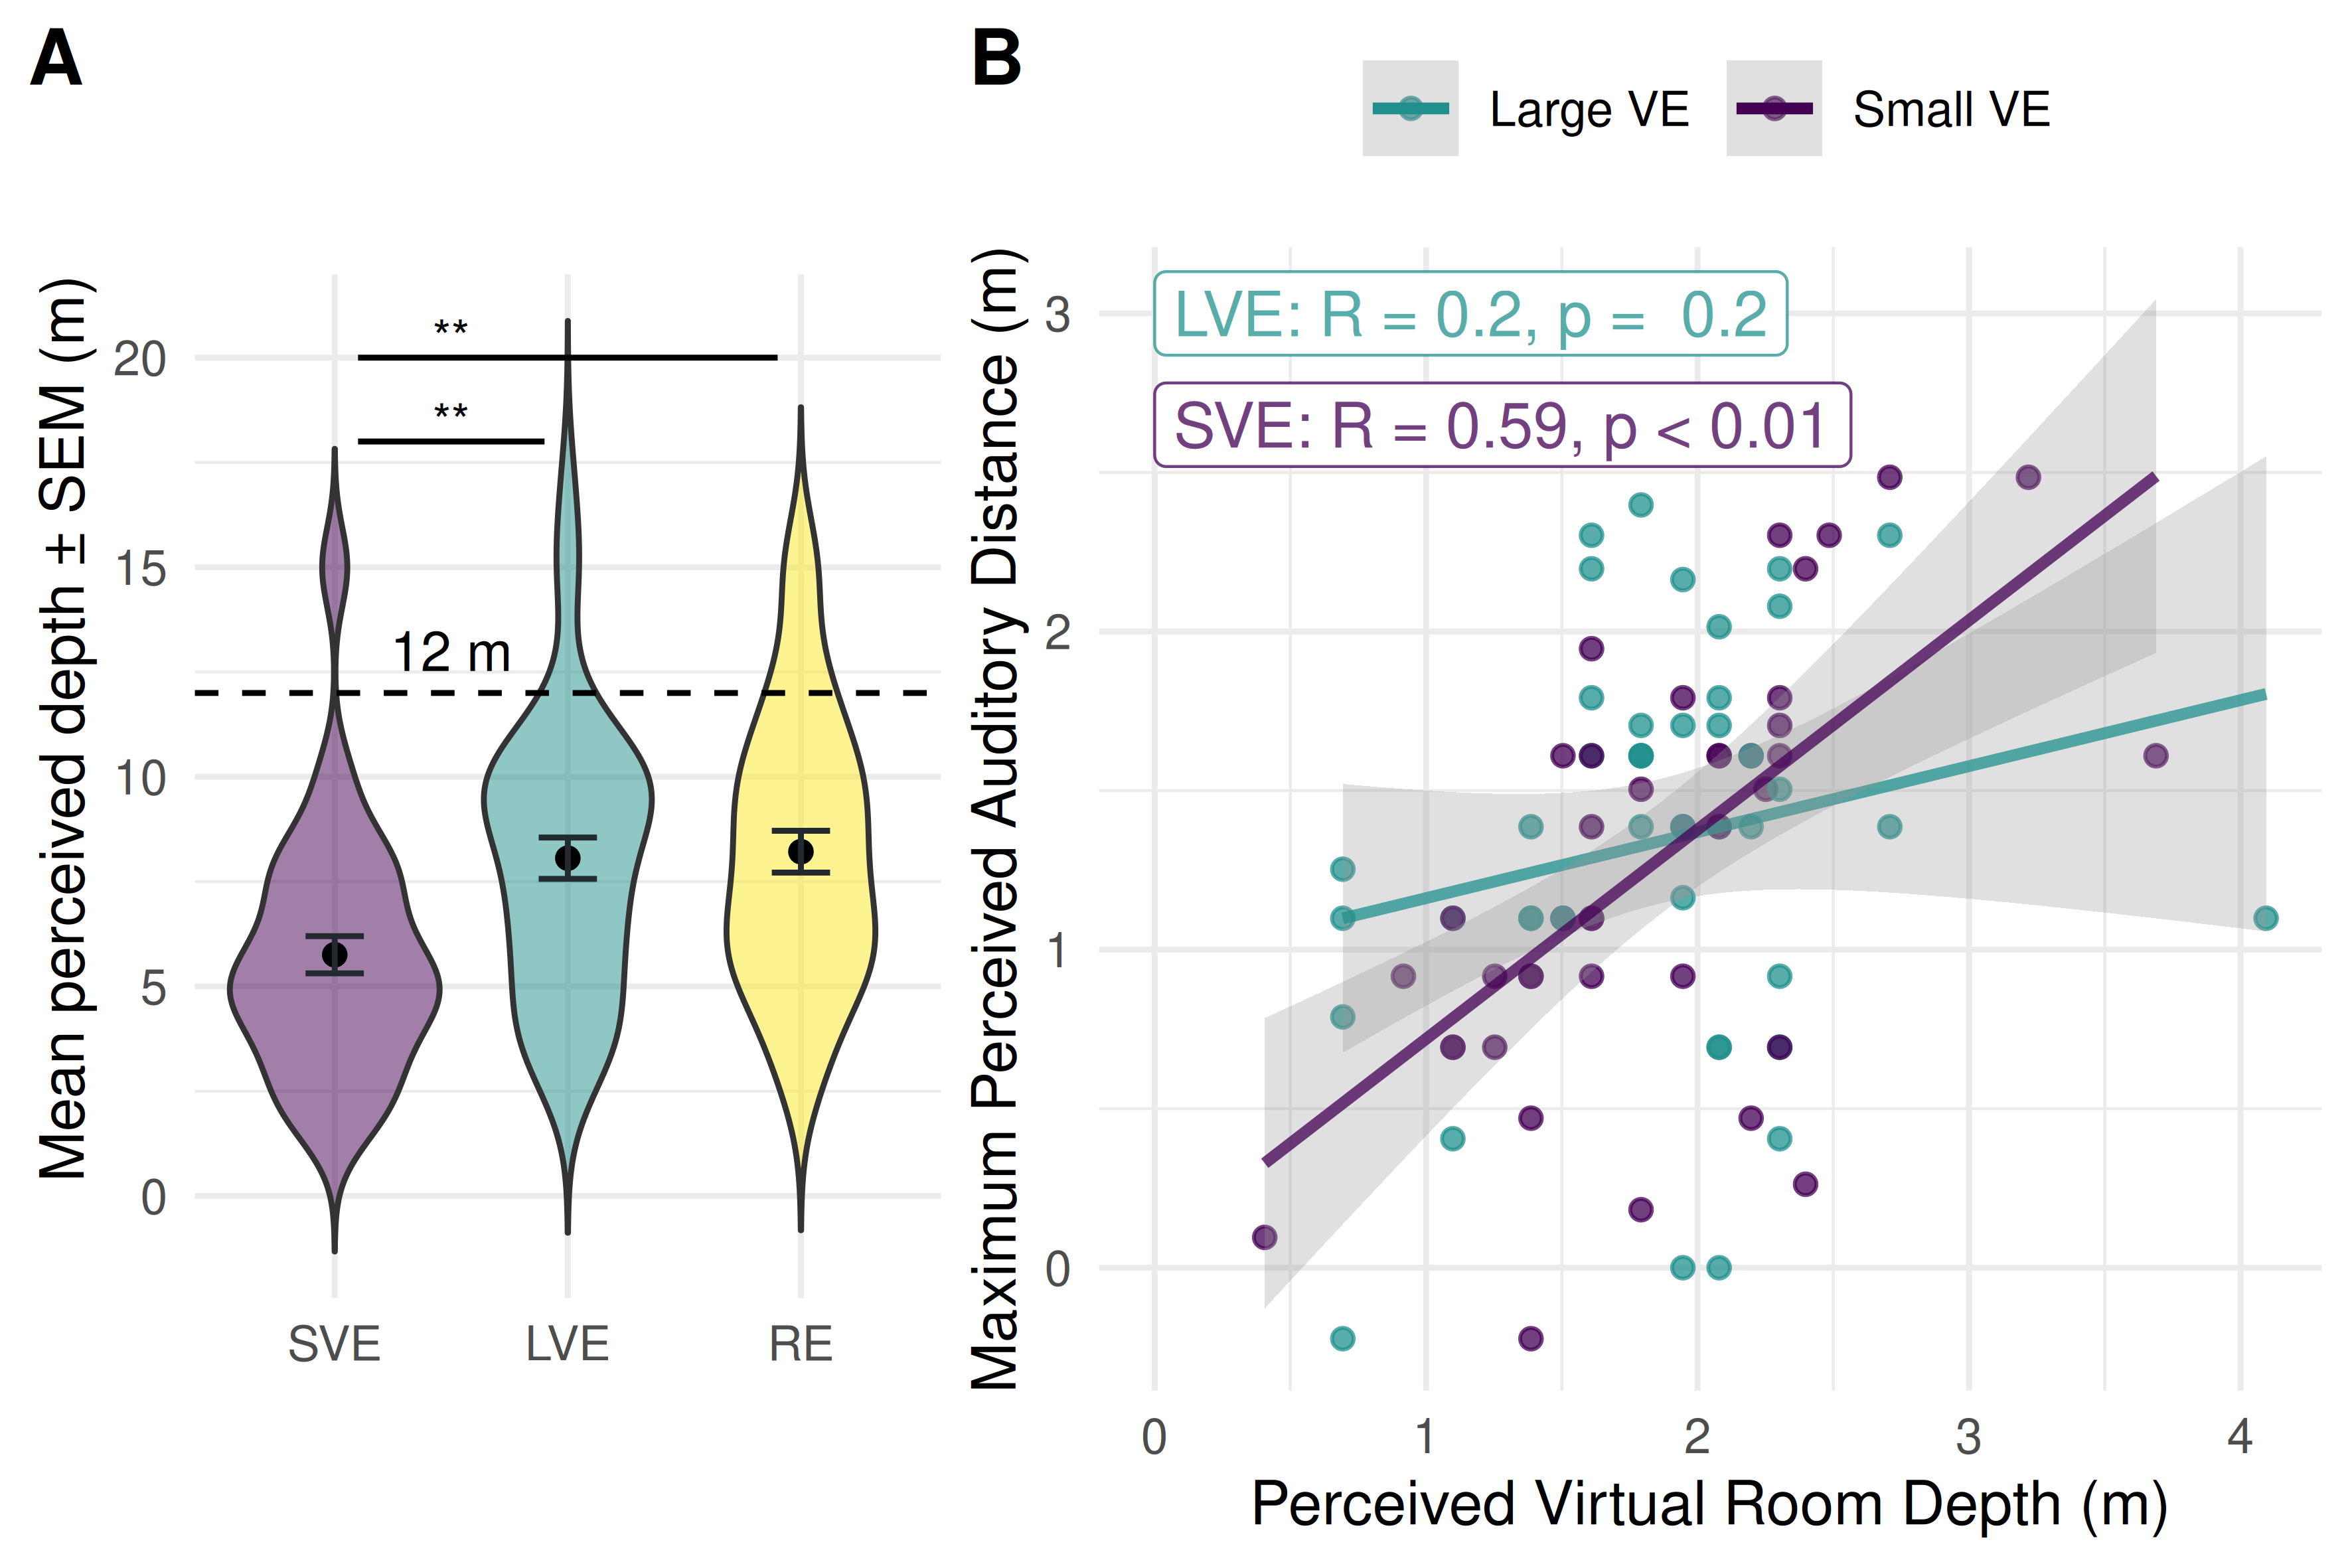 A
Mean perceived depth ± SEM (m)
20
15
10
5
0
**
**
12 m
SVE LVE RE
B
Large VE Small VE
Maximum Perceived Auditory Distance (m)
3
2
1
0
LVE: R = 0.2, p = 0.2
SVE: R = 0.59, p < 0.01
0 1 2 3 4
Perceived Virtual Room Depth (m)